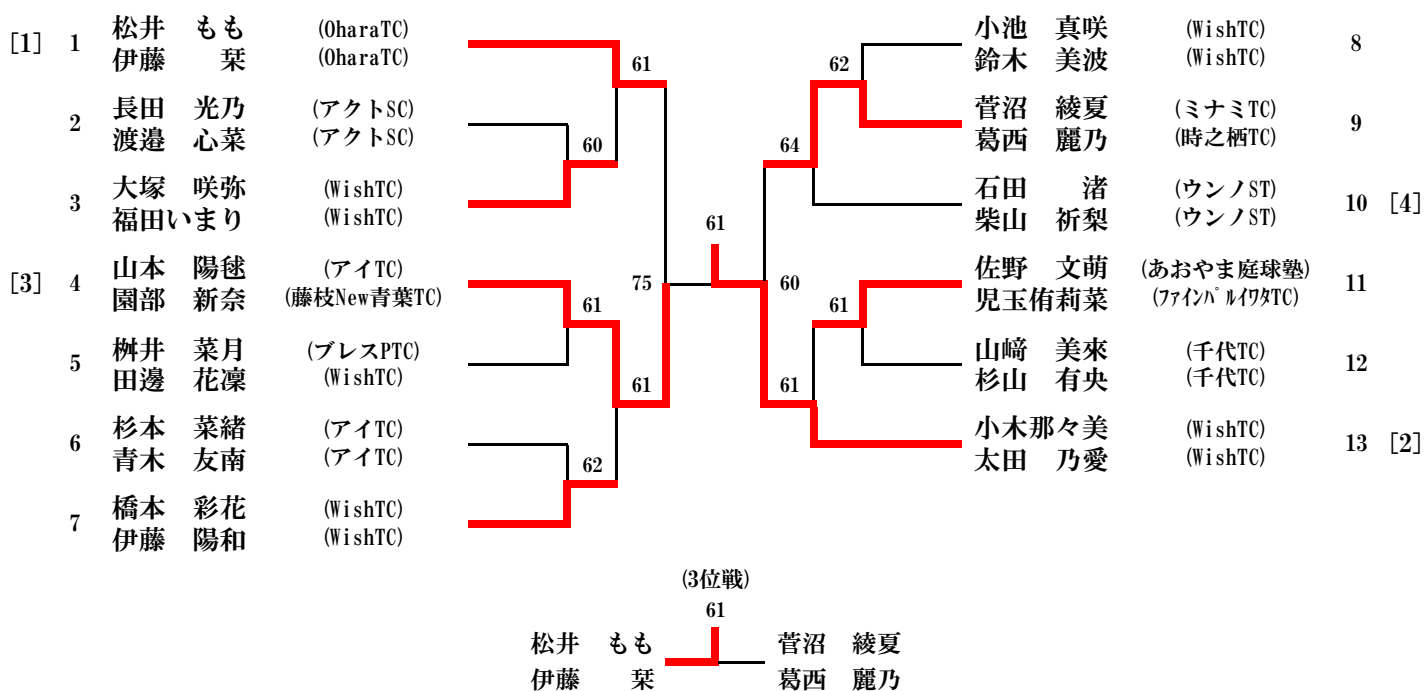 [1] 1 松井 もも (OharaTC)
伊藤 栞 (OharaTC)
2 長田 光乃 (アクトSC)
渡邉 心菜 (アクトSC)
3 大塚 咲弥 (WishTC)
福田いまり (WishTC)
[3] 4 山本 陽毬 (アイTC)
園部 新奈 (藤枝New青葉TC)
5 桝井 菜月 (ブレスPTC)
田邊 花凜 (WishTC)
6 杉本 菜緒 (アイTC)
青木 友南 (アイTC)
7 橋本 彩花 (WishTC)
伊藤 陽和 (WishTC)
61
60
61
62
61
75
61
60
62
64
61
61
小池 真咲 (WishTC) 8
鈴木 美波 (WishTC)
菅沼 綾夏 (ミナミTC) 9
葛西 麗乃 (時之栖TC)
石田 渚 (ウンノST) 10 [4]
柴山 祈梨 (ウンノST)
佐野 文萌 (あおやま庭球塾) 11
児玉侑莉菜 (ファインパルイワタTC)
山﨑 美來 (千代TC) 12
杉山 有央 (千代TC)
小木那々美 (WishTC) 13 [2]
太田 乃愛 (WishTC)
(3位戦)
61
松井 もも 菅沼 綾夏
伊藤 栞 葛西 麗乃